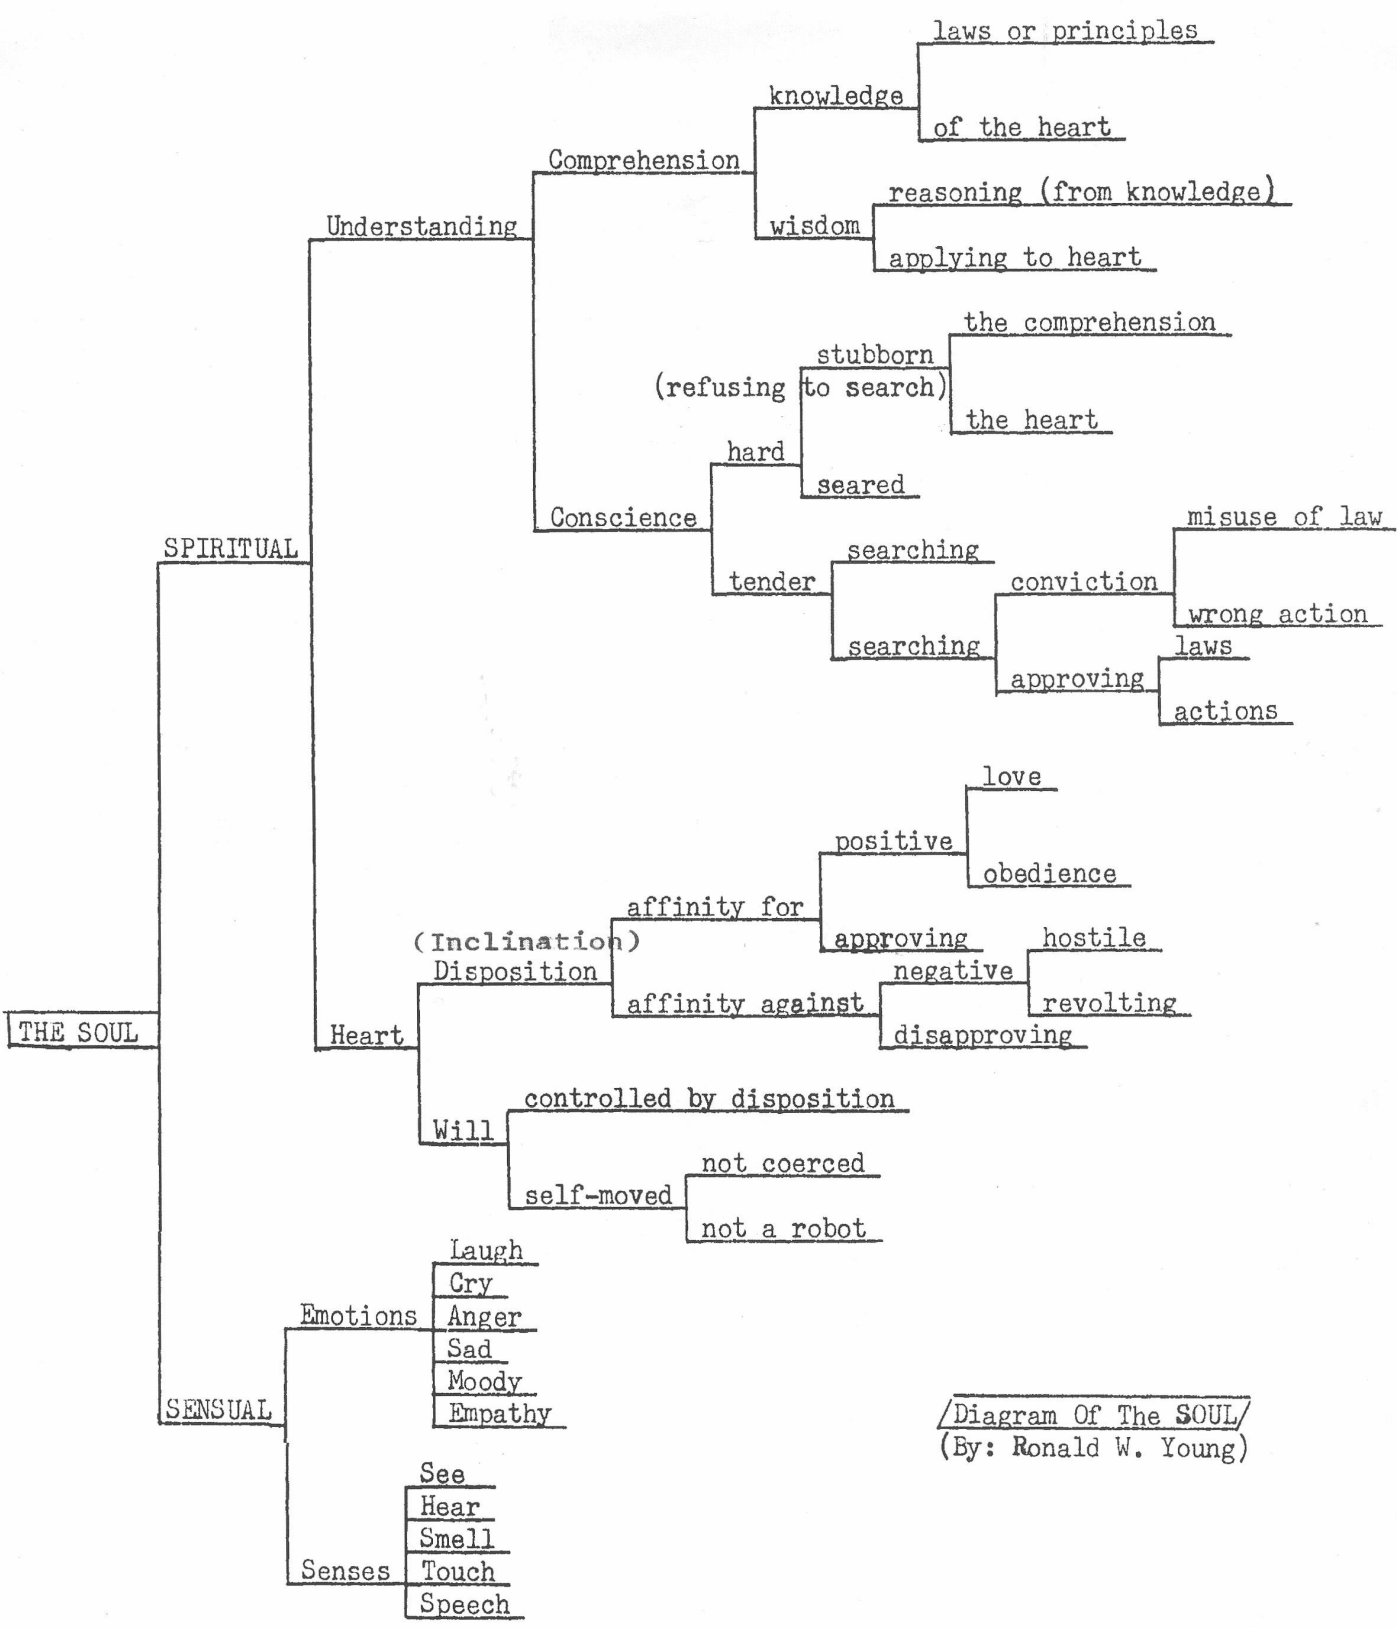 laws or principles
knowledge
of the heart
Comprehension
reasoning (from knowledge)
wisdom
Understanding
applying to heart
the comprehension
stubborn
(refusing to search)
the heart
hard
seared
Conscience
misuse of law
SPIRITUAL
searching
tender
conviction
wrong action
searching
laws
approving
actions
love
positive
obedience
affinity for
(Inclination)
approving
hostile
Disposition
negative
affinity against
revolting
THE SOUL
Heart
disapproving
controlled by disposition
Will
not coerced
self-moved
not a robot
Laugh
Cry
Emotions
Anger
Sad
Moody
SENSUAL
Empathy
/Diagram Of The SOUL/
(By: Ronald W. Young)
See
Hear
Smell
Senses
Touch
Speech